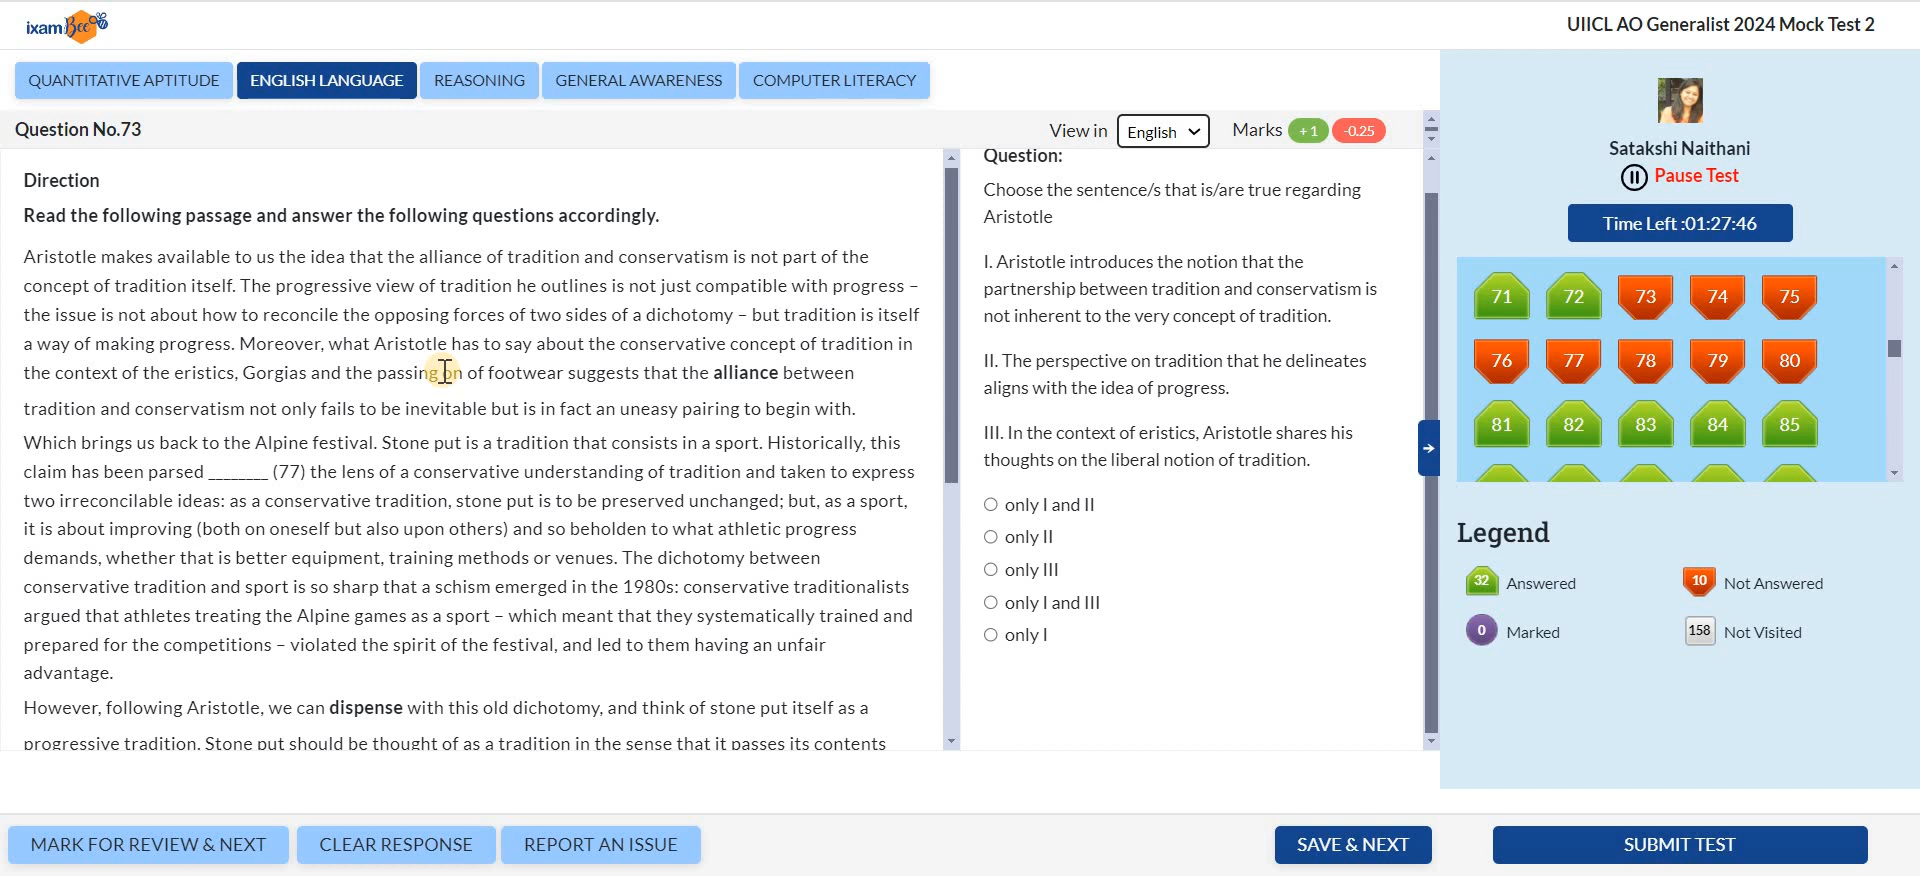 ixamBee
UIICL AO Generalist 2024 Mock Test 2
QUANTITATIVE APTITUDE
ENGLISH LANGUAGE
REASONING
GENERAL AWARENESS
COMPUTER LITERACY
Question No.73
View in
English
Marks
+1
-0.25
Direction
Read the following passage and answer the following questions accordingly.
Aristotle makes available to us the idea that the alliance of tradition and conservatism is not part of the
concept of tradition itself. The progressive view of tradition he outlines is not just compatible with progress –
the issue is not about how to reconcile the opposing forces of two sides of a dichotomy – but tradition is itself
a way of making progress. Moreover, what Aristotle has to say about the conservative concept of tradition in
the context of the eristics, Gorgias and the passing on of footwear suggests that the alliance between
tradition and conservatism not only fails to be inevitable but is in fact an uneasy pairing to begin with.
Which brings us back to the Alpine festival. Stone put is a tradition that consists in a sport. Historically, this
claim has been parsed _______ (77) the lens of a conservative understanding of tradition and taken to express
two irreconcilable ideas: as a conservative tradition, stone put is to be preserved unchanged; but, as a sport,
it is about improving (both on oneself but also upon others) and so beholden to what athletic progress
demands, whether that is better equipment, training methods or venues. The dichotomy between
conservative tradition and sport is so sharp that a schism emerged in the 1980s: conservative traditionalists
argued that athletes treating the Alpine games as a sport – which meant that they systematically trained and
prepared for the competitions – violated the spirit of the festival, and led to them having an unfair
advantage.
However, following Aristotle, we can dispense with this old dichotomy, and think of stone put itself as a
progressive tradition. Stone put should be thought of as a tradition in the sense that it passes its contents
Question:
Choose the sentence/s that is/are true regarding
Aristotle
I. Aristotle introduces the notion that the
partnership between tradition and conservatism is
not inherent to the very concept of tradition.
II. The perspective on tradition that he delineates
aligns with the idea of progress.
III. In the context of eristics, Aristotle shares his
thoughts on the liberal notion of tradition.
only I and II
only II
only III
only I and III
only I
Satakshi Naithani
Pause Test
Time Left :01:27:46
71 72 73 74 75
76 77 78 79 80
81 82 83 84 85
Legend
32 Answered
10 Not Answered
0 Marked
158 Not Visited
MARK FOR REVIEW & NEXT
CLEAR RESPONSE
REPORT AN ISSUE
SAVE & NEXT
SUBMIT TEST